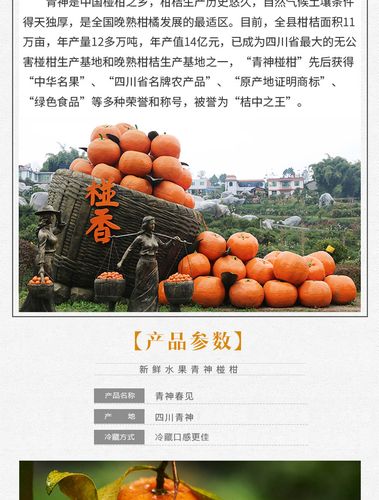 青神是中国椪柑之乡，柑桔生产历史悠久，自然气候土壤条件
得天独厚，是全国晚熟柑橘发展的最适区。目前，全县柑桔面积11
万亩，年产量12多万吨，年产值14亿元，已成为四川省最大的无公
害椪柑生产基地和晚熟柑桔生产基地之一，“青神椪柑”先后获得
“中华名果”、“四川省名牌农产品”、“原产地证明商标”、
“绿色食品”等多种荣誉和称号，被誉为“桔中之王”。
椪香
【产品参数】
新鲜水果青神椪柑
产品名称 青神春见
产 地 四川青神
冷藏方式 冷藏口感更佳